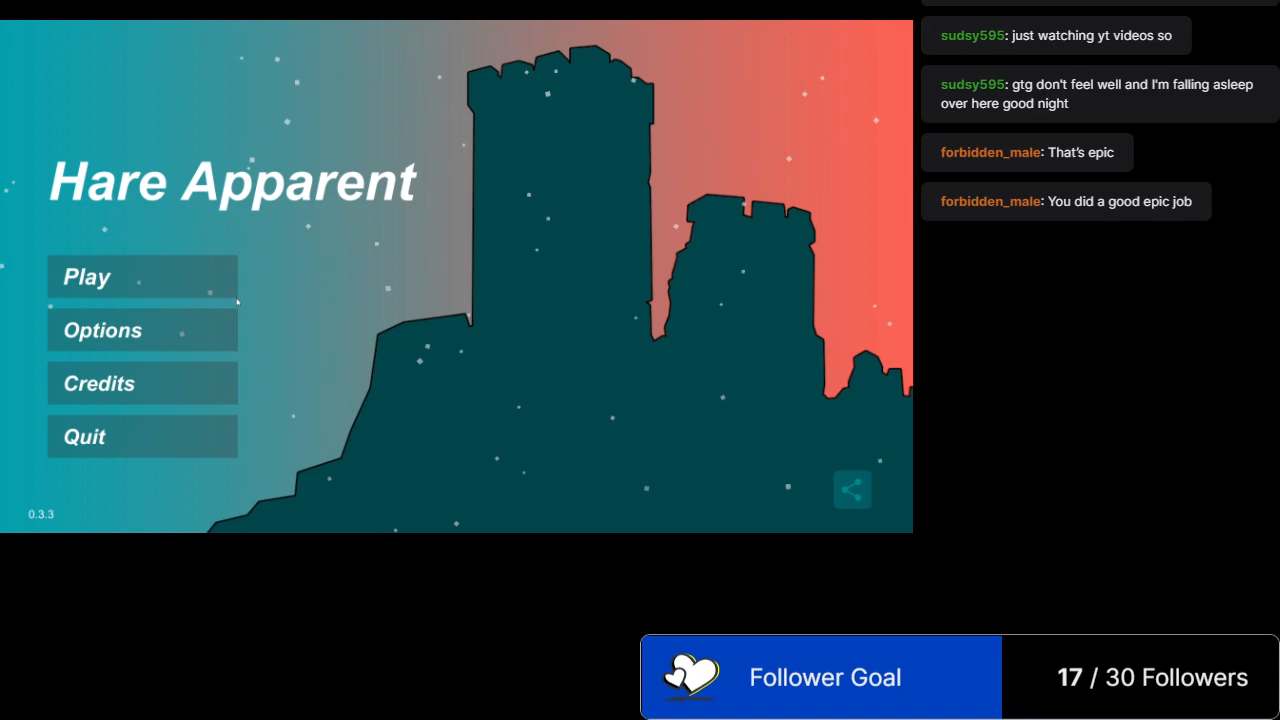 Hare Apparent
Play
Options
Credits
Quit
0.3.3
sudsy595: just watching yt videos so
sudsy595: gtg don't feel well and I'm falling asleep
over here good night
forbidden_male: That's epic
forbidden_male: You did a good epic job
Follower Goal
17 / 30 Followers